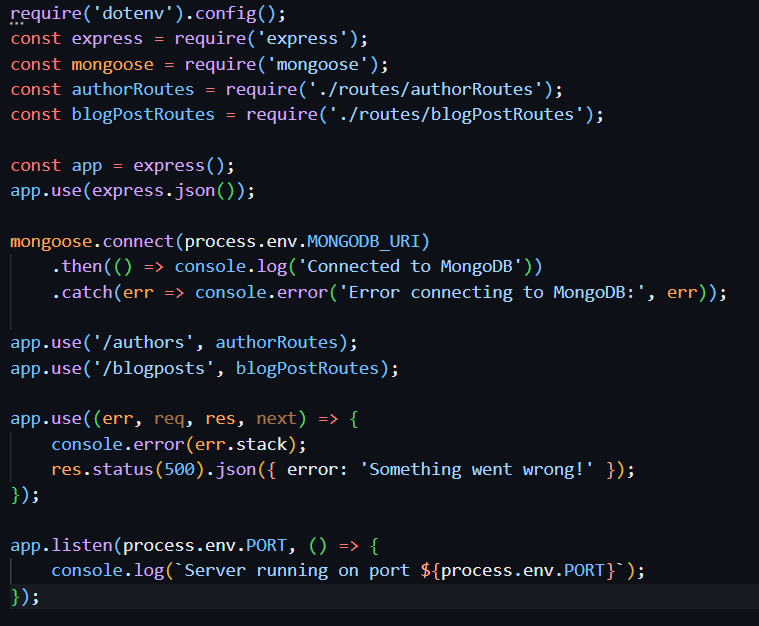 require('dotenv').config();
const express = require('express');
const mongoose = require('mongoose');
const authorRoutes = require('./routes/authorRoutes');
const blogPostRoutes = require('./routes/blogPostRoutes');
const app = express();
app.use(express.json());
mongoose.connect(process.env.MONGODB_URI)
    .then(() => console.log('Connected to MongoDB'))
    .catch(err => console.error('Error connecting to MongoDB:', err));
app.use('/authors', authorRoutes);
app.use('/blogposts', blogPostRoutes);
app.use((err, req, res, next) => {
    console.error(err.stack);
    res.status(500).json({ error: 'Something went wrong!' });
});
app.listen(process.env.PORT, () => {
    console.log(`Server running on port ${process.env.PORT}`);
});